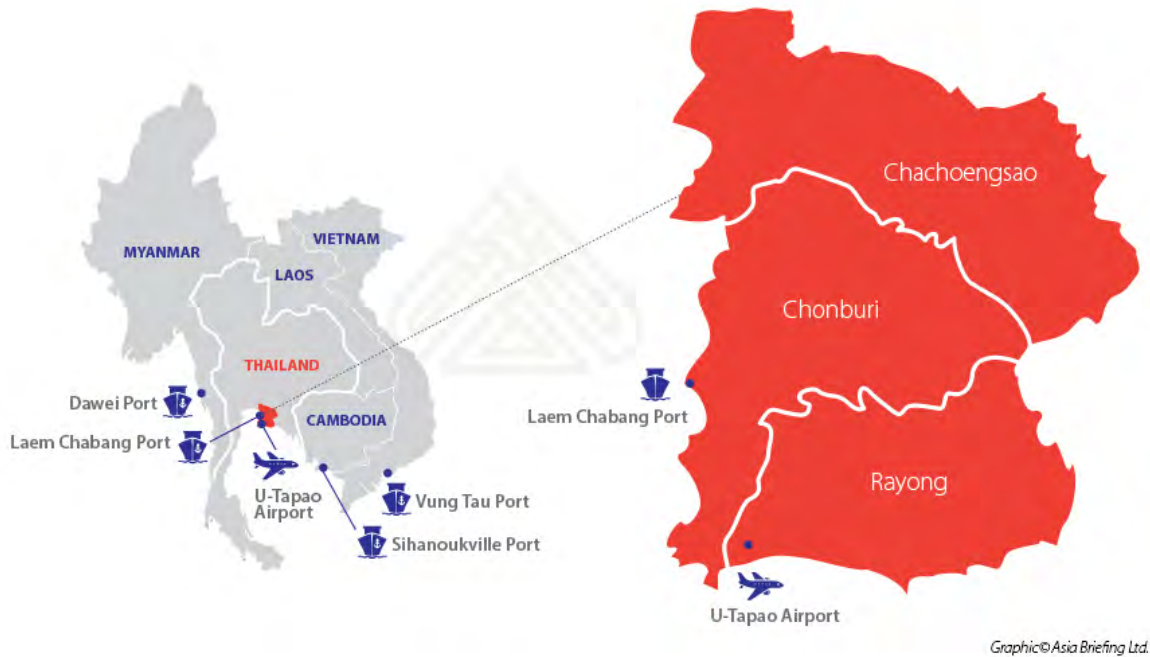 MYANMAR
VIETNAM
LAOS
THAILAND
CAMBODIA
Dawei Port
Laem Chabang Port
U-Tapao
Airport
Vung Tau Port
Sihanoukville Port
Chachoengsao
Chonburi
Laem Chabang Port
Rayong
U-Tapao Airport
Graphic© Asia Briefing Ltd.